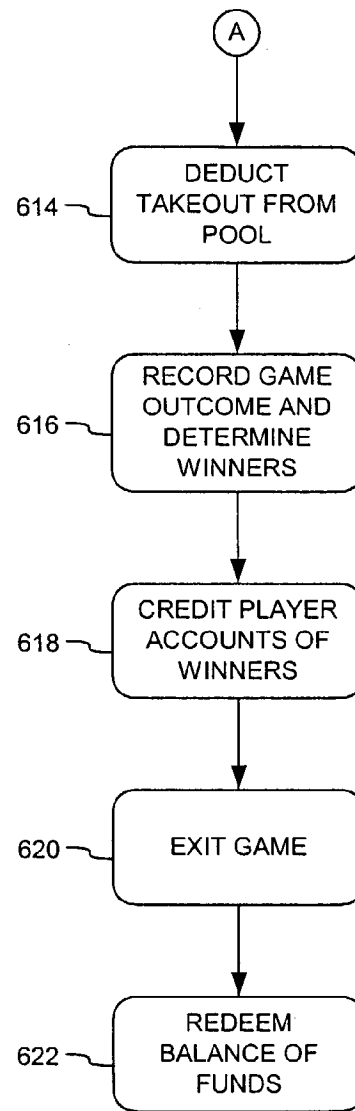 A
614
DEDUCT
TAKEOUT FROM
POOL
616
RECORD GAME
OUTCOME AND
DETERMINE
WINNERS
618
CREDIT PLAYER
ACCOUNTS OF
WINNERS
620
EXIT GAME
622
REDEEM
BALANCE OF
FUNDS